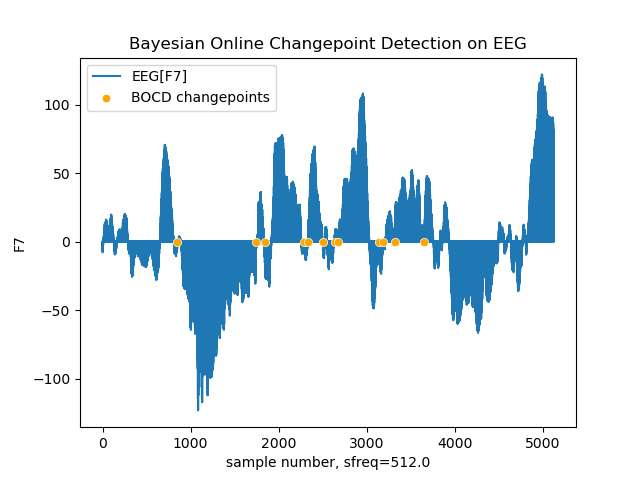 Bayesian Online Changepoint Detection on EEG
EEG[F7]
BOCD changepoints
100
50
0
−50
−100
F7
0 1000 2000 3000 4000 5000
sample number, sfreq=512.0